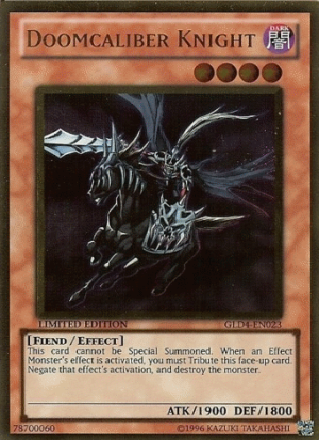 DOOMCALIBER KNIGHT
DARK
闇
LIMITED EDITION
GLD4-EN023
[FIEND / EFFECT]
This card cannot be Special Summoned. When an Effect
Monster's effect is activated, you must Tribute this face-up card.
Negate that effect's activation, and destroy the monster.
ATK/1900 DEF/1800
78700060
©1996 KAZUKI TAKAHASHI